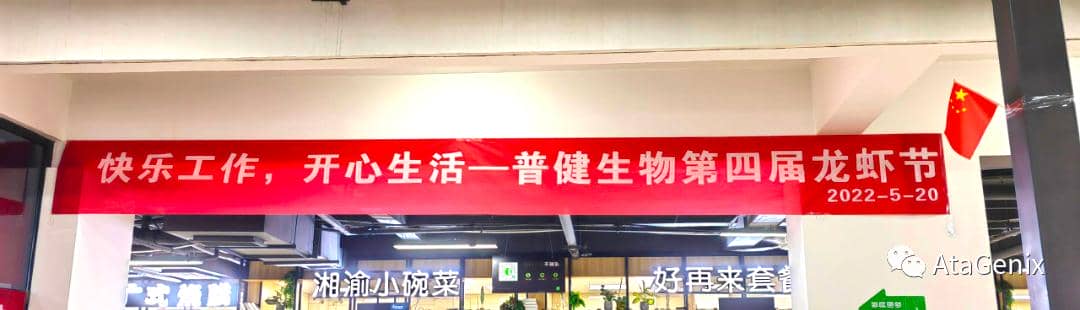 快乐工作，开心生活—普健生物第四届龙虾节
2022-5-20
湘渝小碗菜
好再来套餐
AtaGenix